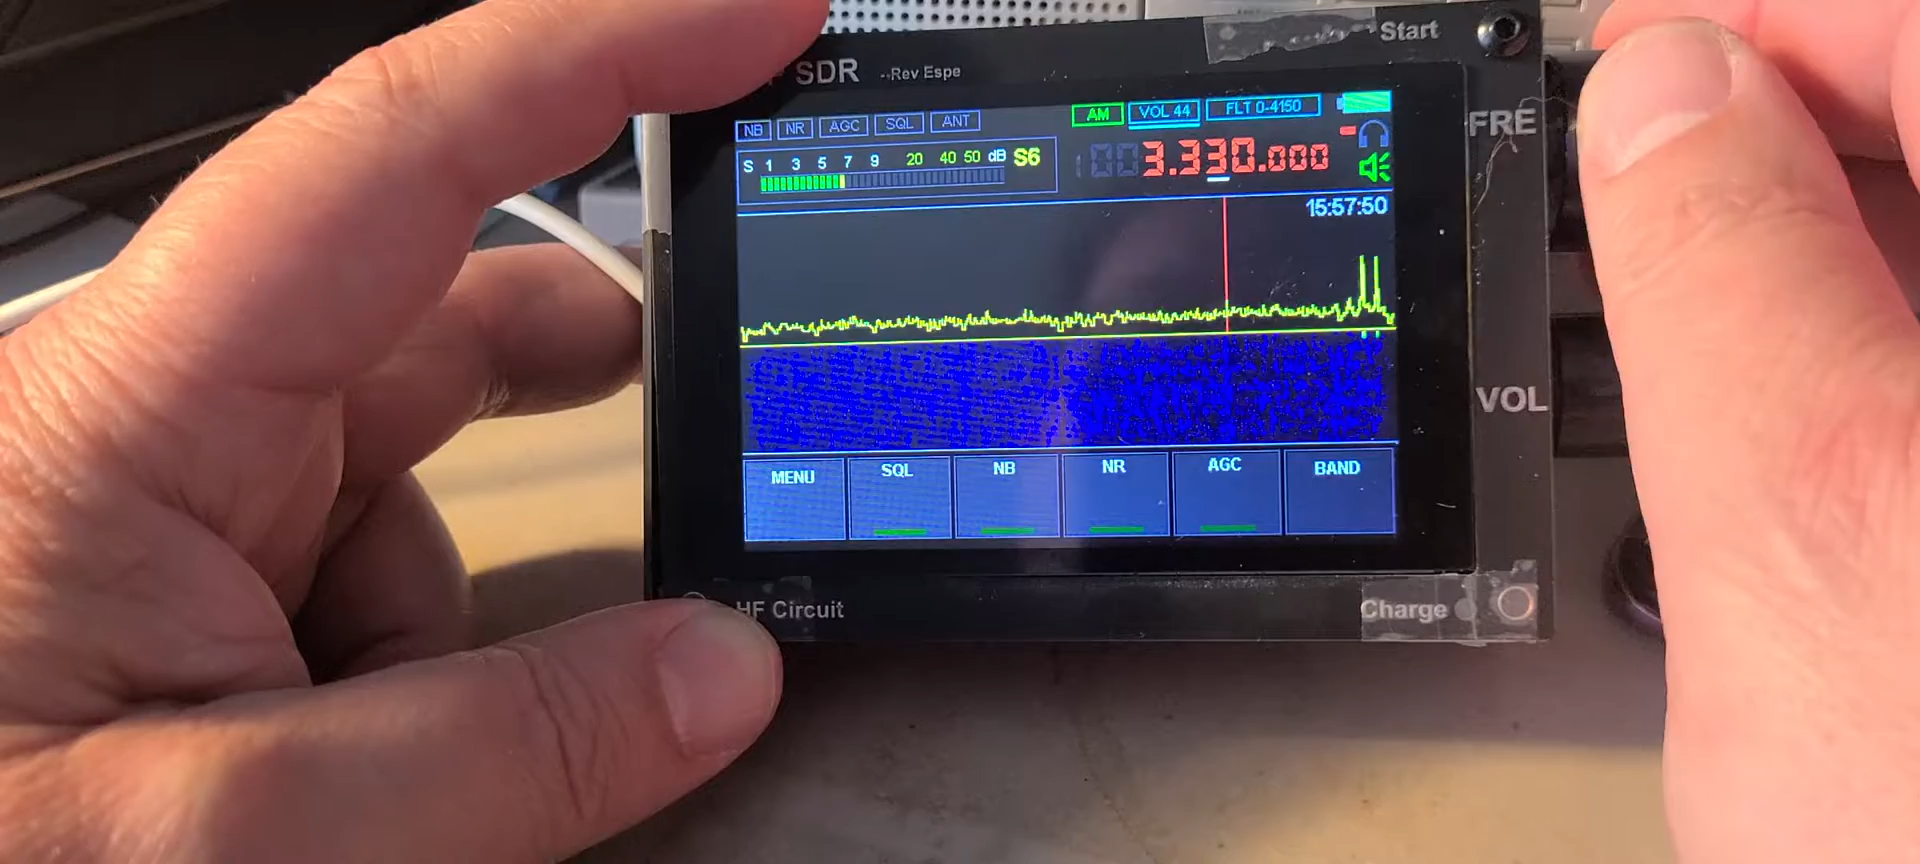 Start
SDR --Rev Espe
FRE
VOL
AM VOL 44 FLT 0-4150
NB NR AGC SQL ANT
S 1 3 5 7 9 20 40 50 dB S6
3.330.000
15:57:50
MENU SQL NB NR AGC BAND
HF Circuit
Charge